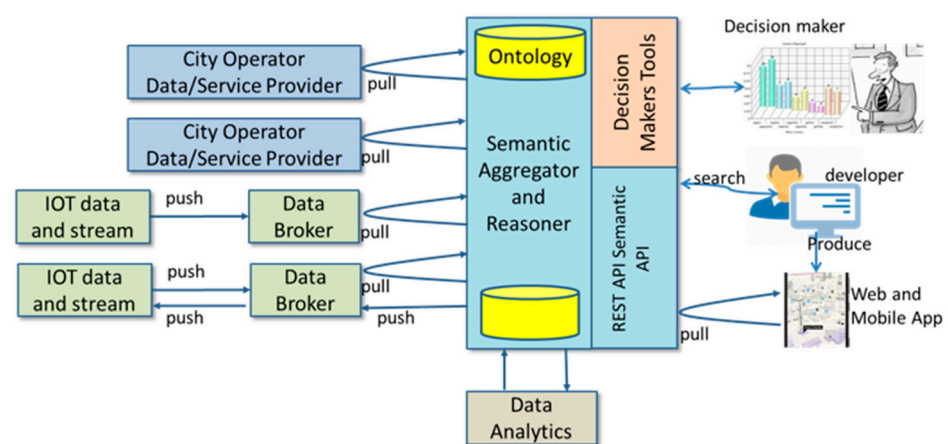 Decision maker
City Operator
Data/Service Provider
pull
Ontology
Decision
Makers Tools
City Operator
Data/Service Provider
pull
Semantic
Aggregator
and
Reasoner
search
developer
IOT data
and stream
push
Data
Broker
pull
REST API Semantic
API
Produce
IOT data
and stream
push
push
Data
Broker
pull
push
pull
Web and
Mobile App
Data
Analytics